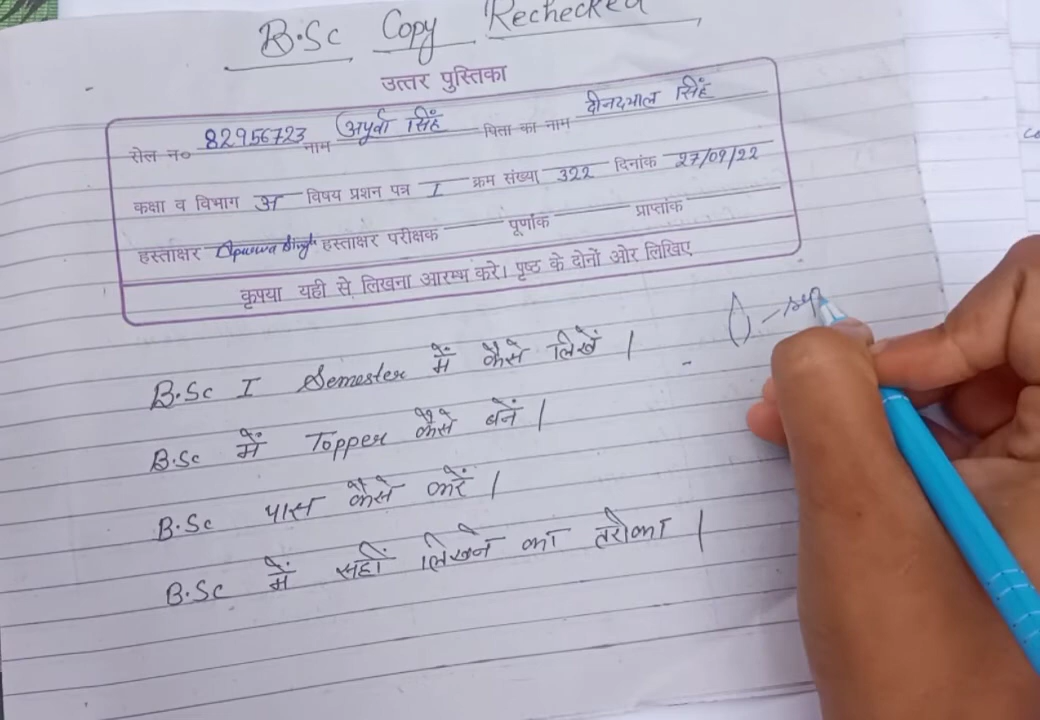 B.Sc Copy Rechecked
उत्तर पुस्तिका
रोल न० 82956723 नाम अपुर्वा सिंह पिता का नाम दीनदयाल सिंह
कक्षा व विभाग अ विषय प्रशन पत्र I क्रम संख्या 322 दिनांक 27/09/22
हस्ताक्षर Apurwa Singh हस्ताक्षर परीक्षक पूर्णांक प्राप्तांक
कृपया यही से लिखना आरम्भ करे। पृष्ठ के दोनों ओर लिखिए
B.Sc I Semester में कैसे लिखें।
B.Sc में Topper कैसे बनें।
B.Sc पास कैसे करें।
B.Sc में सही लिखने का तरीका।